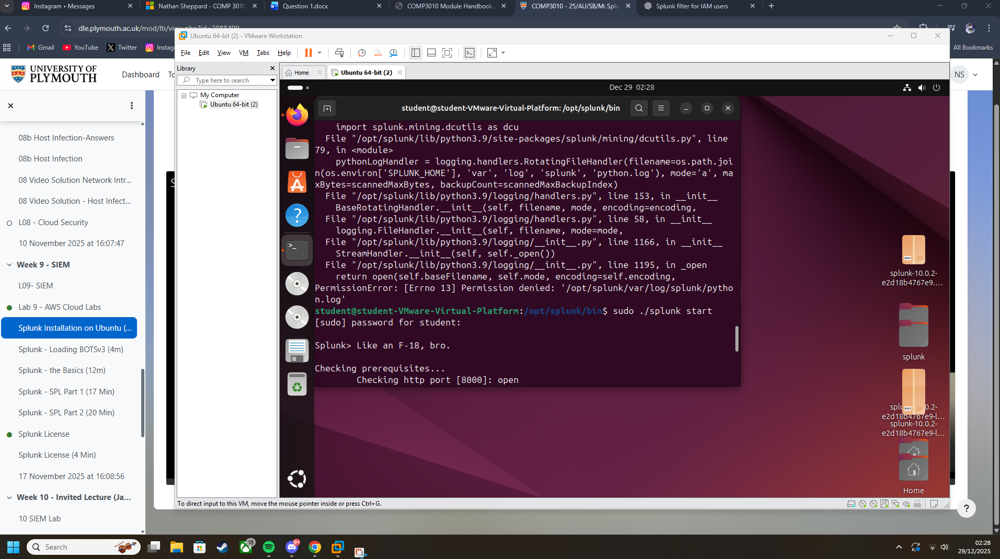 Instagram • Messages
Nathan Sheppard - COMP 3010
Question 1.docx
COMP3010 Module Handbook.
COMP3010 - 25/AU/SB/M: Splu
Splunk filter for IAM users
dle.plymouth.ac.uk/mod/lti/view.php?id=2088499
Gmail
YouTube
Twitter
Instag
All Bookmarks
UNIVERSITY OF
PLYMOUTH
Dashboard
To
NS
08b Host Infection-Answers
08b Host Infection
08 Video Solution Network Intr...
08 Video Solution - Host Infect...
L08 - Cloud Security
10 November 2025 at 16:07:47
Week 9 - SIEM
L09- SIEM
Lab 9 - AWS Cloud Labs
Splunk Installation on Ubuntu (...
Splunk - Loading BOTSv3 (4m)
Splunk - the Basics (12m)
Splunk - SPL Part 1 (17 Min)
Splunk - SPL Part 2 (20 Min)
Splunk License
Splunk License (4 Min)
17 November 2025 at 16:08:56
Week 10 - Invited Lecture (Ja...
10 SIEM Lab
S
Ubuntu 64-bit (2) - VMware Workstation
File Edit View VM Tabs Help
Library
Type here to search
My Computer
Ubuntu 64-bit (2)
Home
Ubuntu 64-bit (2)
Dec 29 02:28
student@student-VMware-Virtual-Platform: /opt/splunk/bin
import splunk.mining.dcutils as dcu
File "/opt/splunk/lib/python3.9/site-packages/splunk/mining/dcutils.py", line
79, in <module>
pythonLogHandler = logging.handlers.RotatingFileHandler(filename=os.path.joi
n(os.environ['SPLUNK_HOME'], 'var', 'log', 'splunk', 'python.log'), mode='a', ma
xBytes=scannedMaxBytes, backupCount=scannedMaxBackupIndex)
File "/opt/splunk/lib/python3.9/logging/handlers.py", line 153, in __init__
BaseRotatingHandler.__init__(self, filename, mode, encoding=encoding,
File "/opt/splunk/lib/python3.9/logging/handlers.py", line 58, in __init__
logging.FileHandler.__init__(self, filename, mode=mode,
File "/opt/splunk/lib/python3.9/logging/__init__.py", line 1166, in __init__
StreamHandler.__init__(self, self._open())
File "/opt/splunk/lib/python3.9/logging/__init__.py", line 1195, in _open
return open(self.baseFilename, self.mode, encoding=self.encoding,
PermissionError: [Errno 13] Permission denied: '/opt/splunk/var/log/splunk/pytho
n.log'
student@student-VMware-Virtual-Platform:/opt/splunk/bin$ sudo ./splunk start
[sudo] password for student:
Splunk> Like an F-18, bro.
Checking prerequisites...
Checking http port [8000]: open
splunk-10.0.2-
e2d18b4767e9....
splunk
e2d18b4767e9-l...
splunk-10.0.2-
e2d18b4767e9-l...
Home
To direct input to this VM, move the mouse pointer inside or press Ctrl+G.
?
Search
18
9+
02:28
29/12/2025